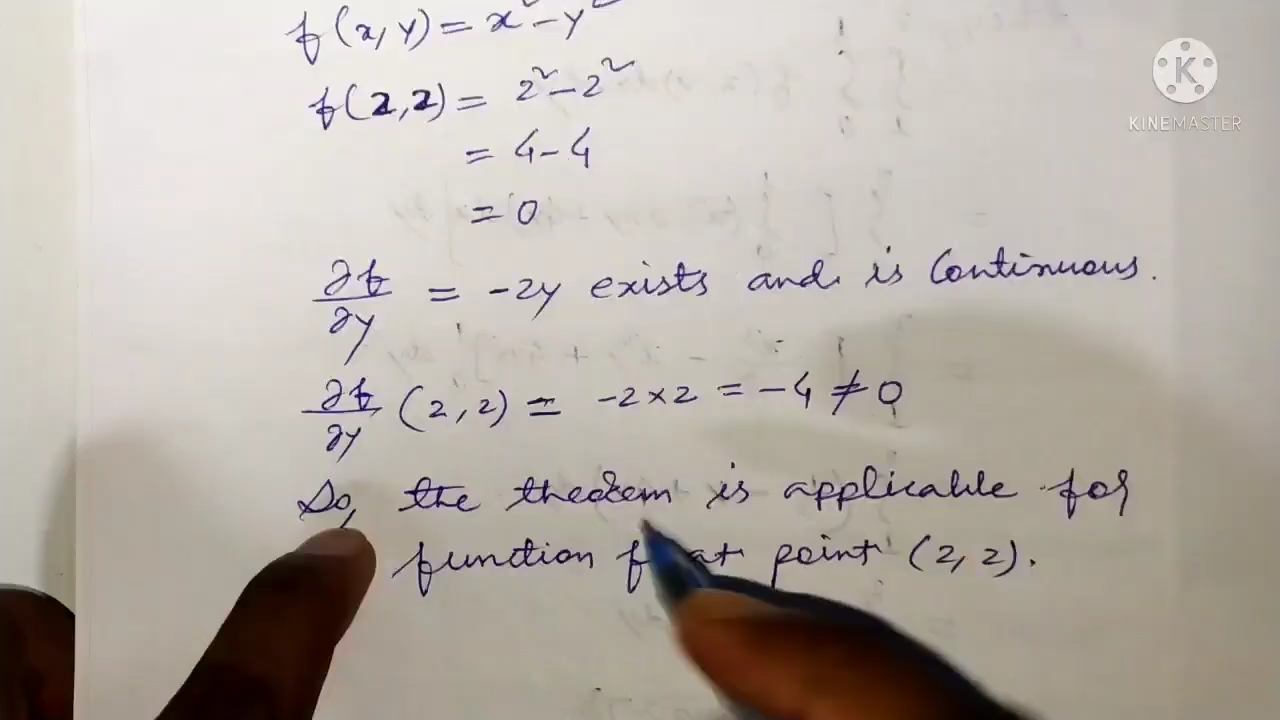 f(x,y) = x² - y²
f(2,2) = 2² - 2²
= 4 - 4
= 0
KINEMASTER
∂f/∂y = -2y exists and is Continuous.
∂f/∂y (2,2) = -2×2 = -4 ≠ 0
So, the theorem is applicable for
function f at point (2,2).